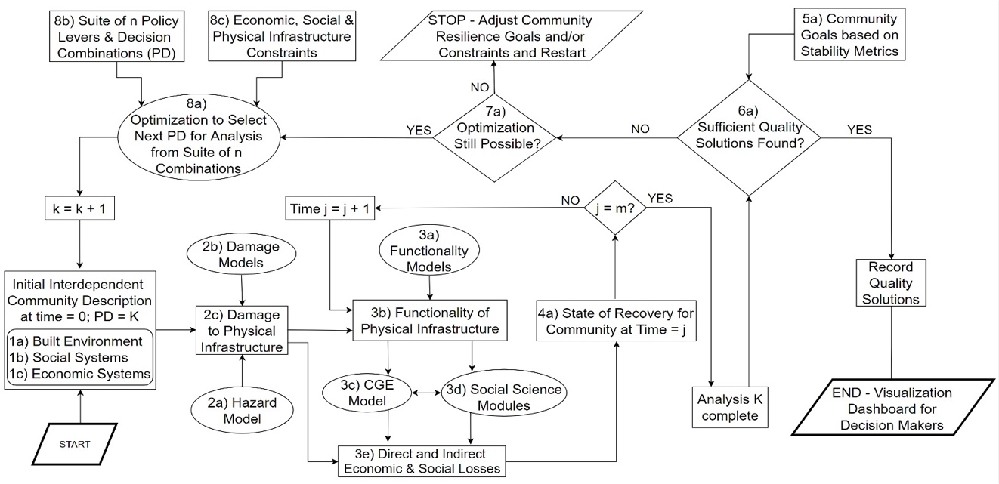 8b) Suite of n Policy
Levers & Decision
Combinations (PD)
8c) Economic, Social &
Physical Infrastructure
Constraints
STOP - Adjust Community
Resilience Goals and/or
Constraints and Restart
5a) Community
Goals based on
Stability Metrics
NO
8a)
Optimization to Select
Next PD for Analysis
from Suite of n
Combinations
YES
7a)
Optimization
Still Possible?
NO
6a)
Sufficient Quality
Solutions Found?
YES
k = k + 1
Time j = j + 1
NO
j = m?
YES
2b) Damage
Models
3a)
Functionality
Models
Initial Interdependent
Community Description
at time = 0; PD = K
1a) Built Environment
1b) Social Systems
1c) Economic Systems
2c) Damage
to Physical
Infrastructure
3b) Functionality of
Physical Infrastructure
4a) State of Recovery for
Community at Time = j
Record
Quality
Solutions
2a) Hazard
Model
3c) CGE
Model
3d) Social Science
Modules
Analysis K
complete
END - Visualization
Dashboard for
Decision Makers
START
3e) Direct and Indirect
Economic & Social Losses